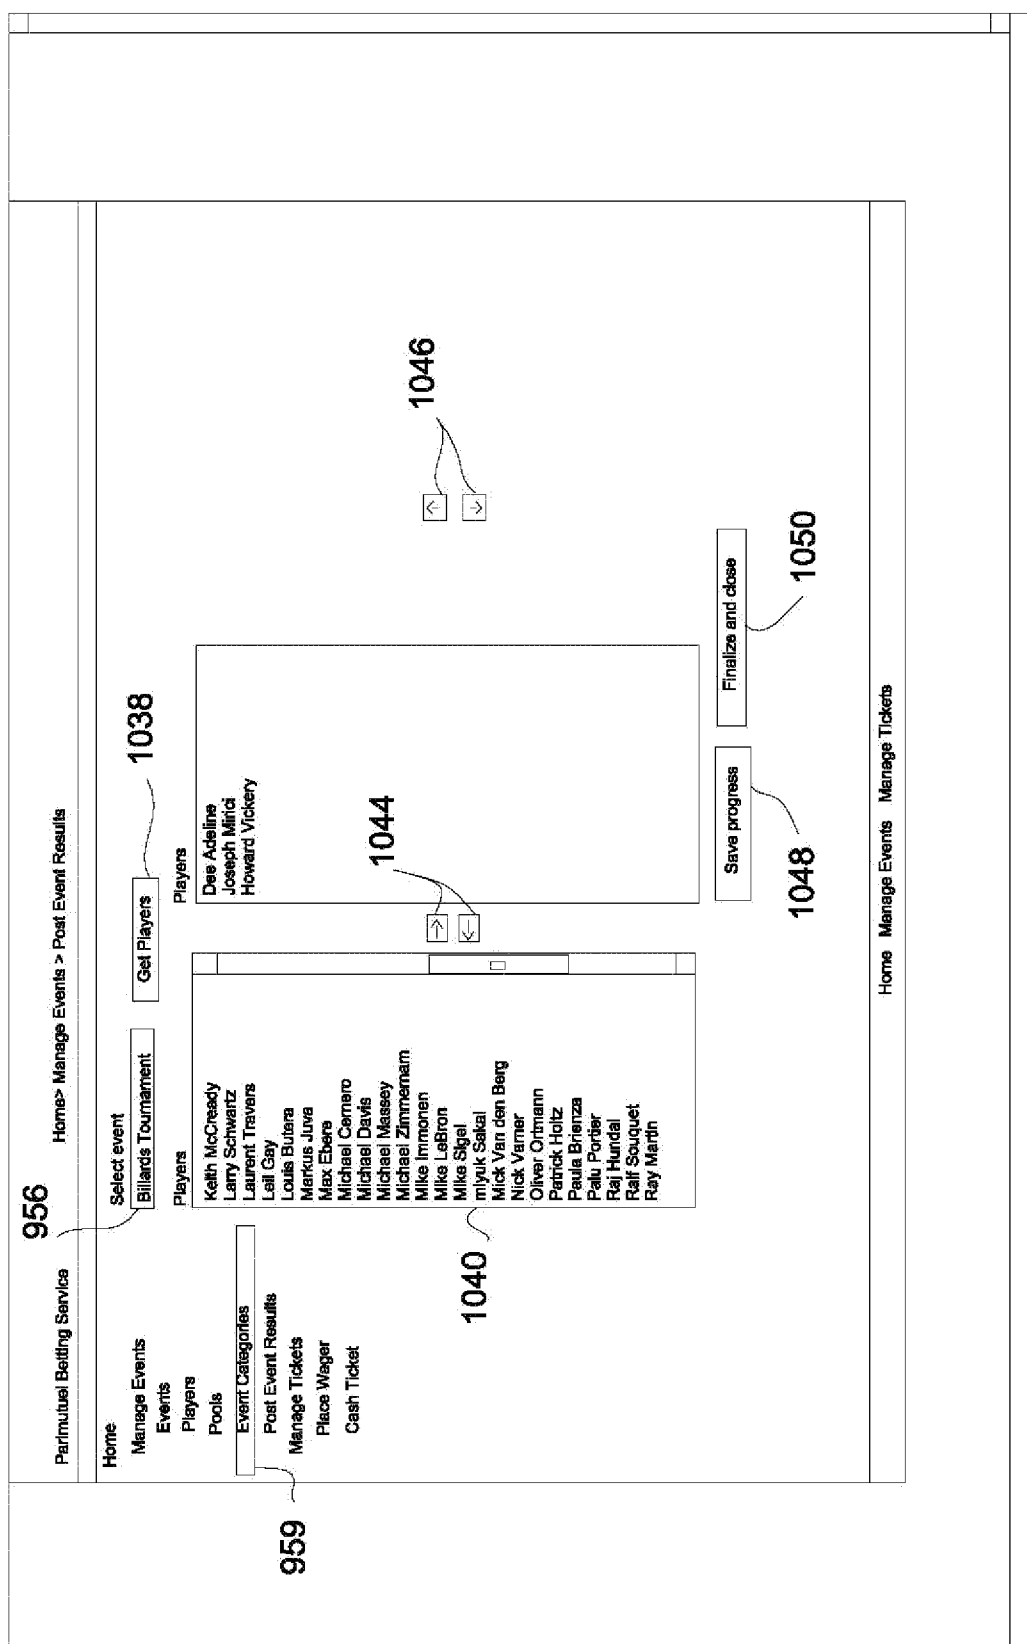 956
Parimutuel Betting Service
Home> Manage Events > Post Event Results
Home
Manage Events
Events
Players
Pools
Event Categories
Post Event Results
Manage Tickets
Place Wager
Cash Ticket
959
Select event
Billards Tournament
Get Players
1038
Players
Keith McCready
Larry Schwartz
Laurent Travers
Leil Gay
Louis Butera
Markus Juva
Max Ebere
Michael Cernero
Michael Davis
Michael Massey
Michael Zimmernam
Mike Immonen
Mike LeBron
Mike Sigel
miyuk Sakai
Mick Van den Berg
Nick Varner
Oliver Ortmann
Patrick Holtz
Paula Brienza
Palu Portier
Raj Hundal
Ralf Souquet
Ray Martin
1040
1044
Players
Dee Adeline
Joseph Mirici
Howard Vickery
1046
Save progress
Finalize and close
1048
1050
Home Manage Events Manage Tickets